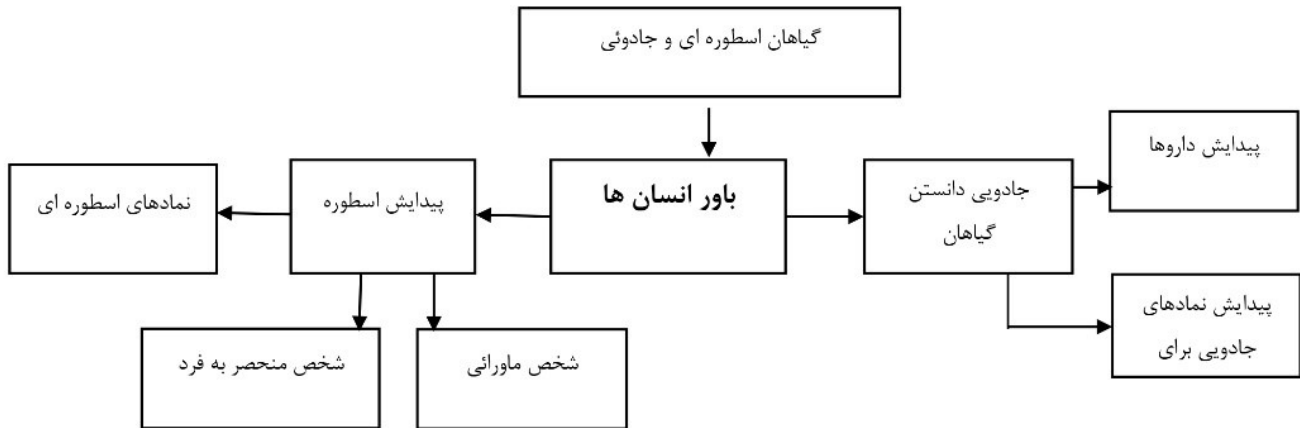 گیاهان اسطوره ای و جادوئی
پیدایش داروها
باور انسان ها
جادویی دانستن
گیاهان
پیدایش اسطوره
نمادهای اسطوره ای
پیدایش نمادهای
جادویی برای
شخص ماورائی
شخص منحصر به فرد